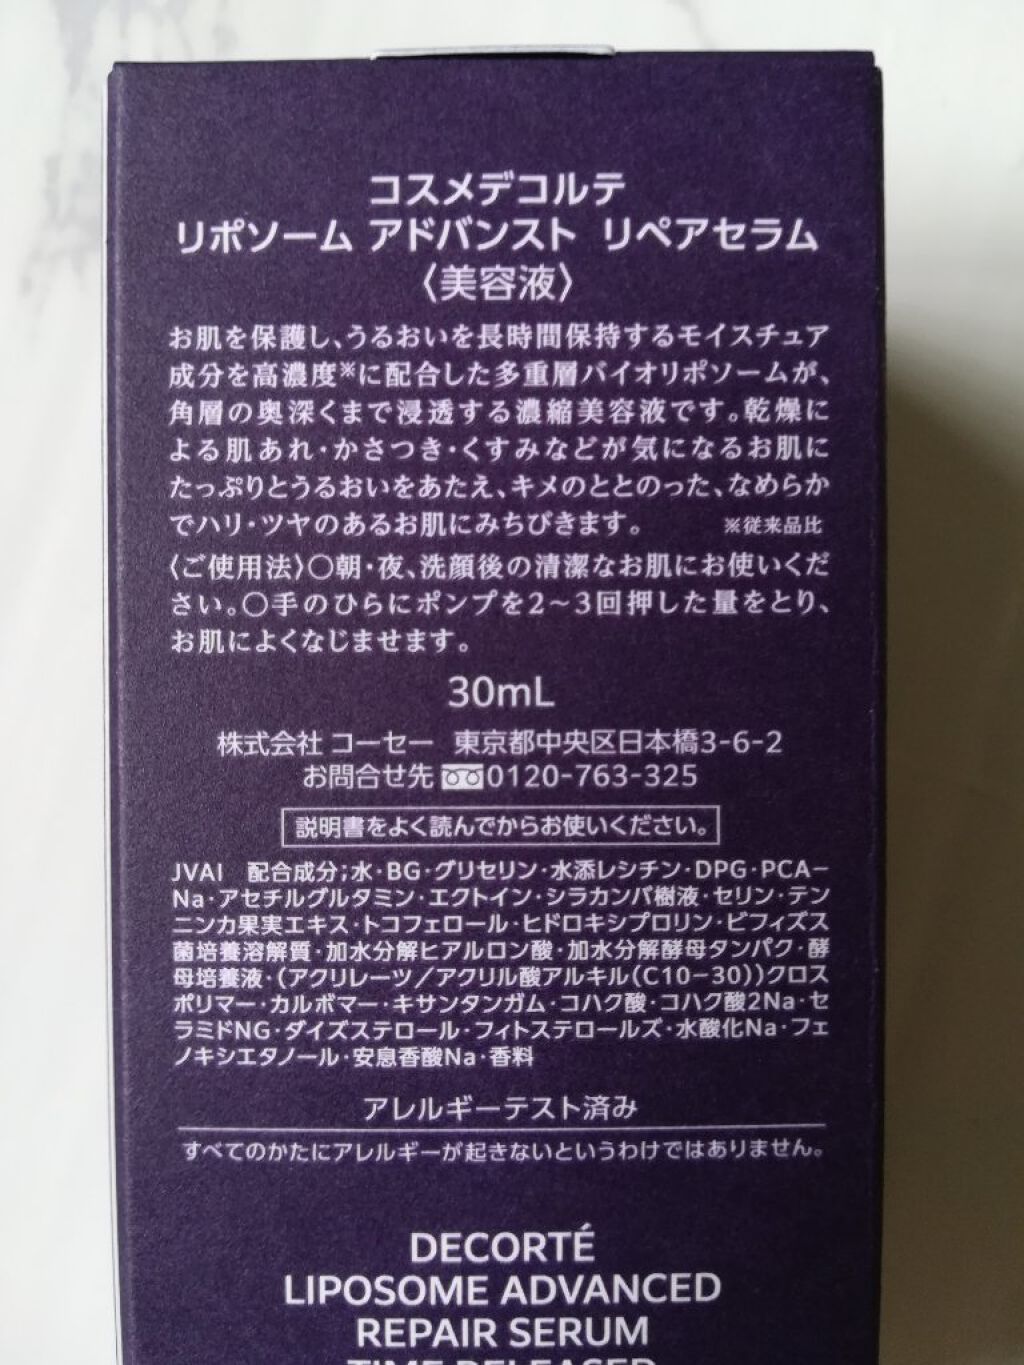 コスメデコルテ
リポソーム アドバンスト リペアセラム
〈美容液〉
お肌を保護し、うるおいを長時間保持するモイスチュア
成分を高濃度※に配合した多重層バイオリポソームが、
角層の奥深くまで浸透する濃縮美容液です。乾燥に
よる肌あれ・かさつき・くすみなどが気になるお肌に
たっぷりとうるおいをあたえ、キメのととのった、なめらか
でハリ・ツヤのあるお肌にみちびきます。 ※従来品比
〈ご使用法〉○朝・夜、洗顔後の清潔なお肌にお使いくだ
さい。○手のひらにポンプを2～3回押した量をとり、
お肌によくなじませます。
30mL
株式会社 コーセー 東京都中央区日本橋3-6-2
お問合せ先 0120-763-325
説明書をよく読んでからお使いください。
JVAI 配合成分;水・BG・グリセリン・水添レシチン・DPG・PCA－
Na・アセチルグルタミン・エクトイン・シラカンバ樹液・セリン・テン
ニンカ果実エキス・トコフェロール・ヒドロキシプロリン・ビフィズス
菌培養溶解質・加水分解ヒアルロン酸・加水分解酵母タンパク・酵
母培養液・(アクリレーツ／アクリル酸アルキル(C10－30))クロス
ポリマー・カルボマー・キサンタンガム・コハク酸・コハク酸2Na・セ
ラミドNG・ダイズステロール・フィトステロールズ・水酸化Na・フェ
ノキシエタノール・安息香酸Na・香料
アレルギーテスト済み
すべてのかたにアレルギーが起きないというわけではありません。
DECORTÉ
LIPOSOME ADVANCED
REPAIR SERUM
TIME RELEASED